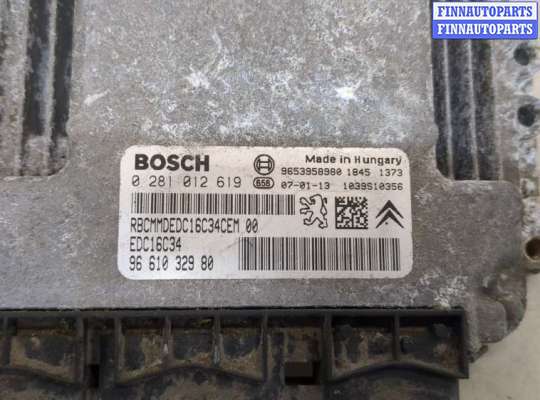 FINNAUTOPARTS
FINNAUTOPARTS
BOSCH
Made in Hungary
0 281 012 619
9653958980 1845 1373
656 07-01-13 1039S10356
RBCMMDEDC16C34CEM 00
EDC16C34
96 610 329 80